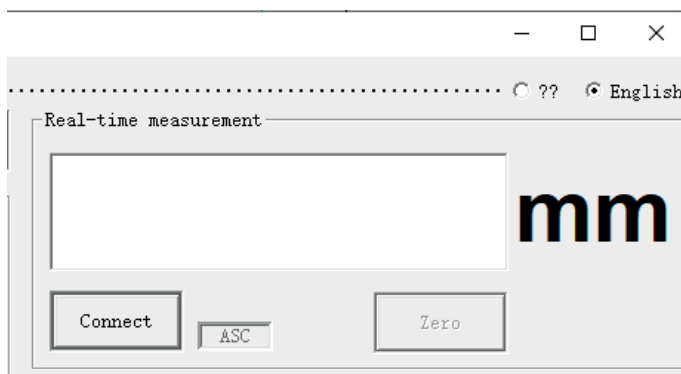 ?? English
Real-time measurement
mm
Connect
ASC
Zero